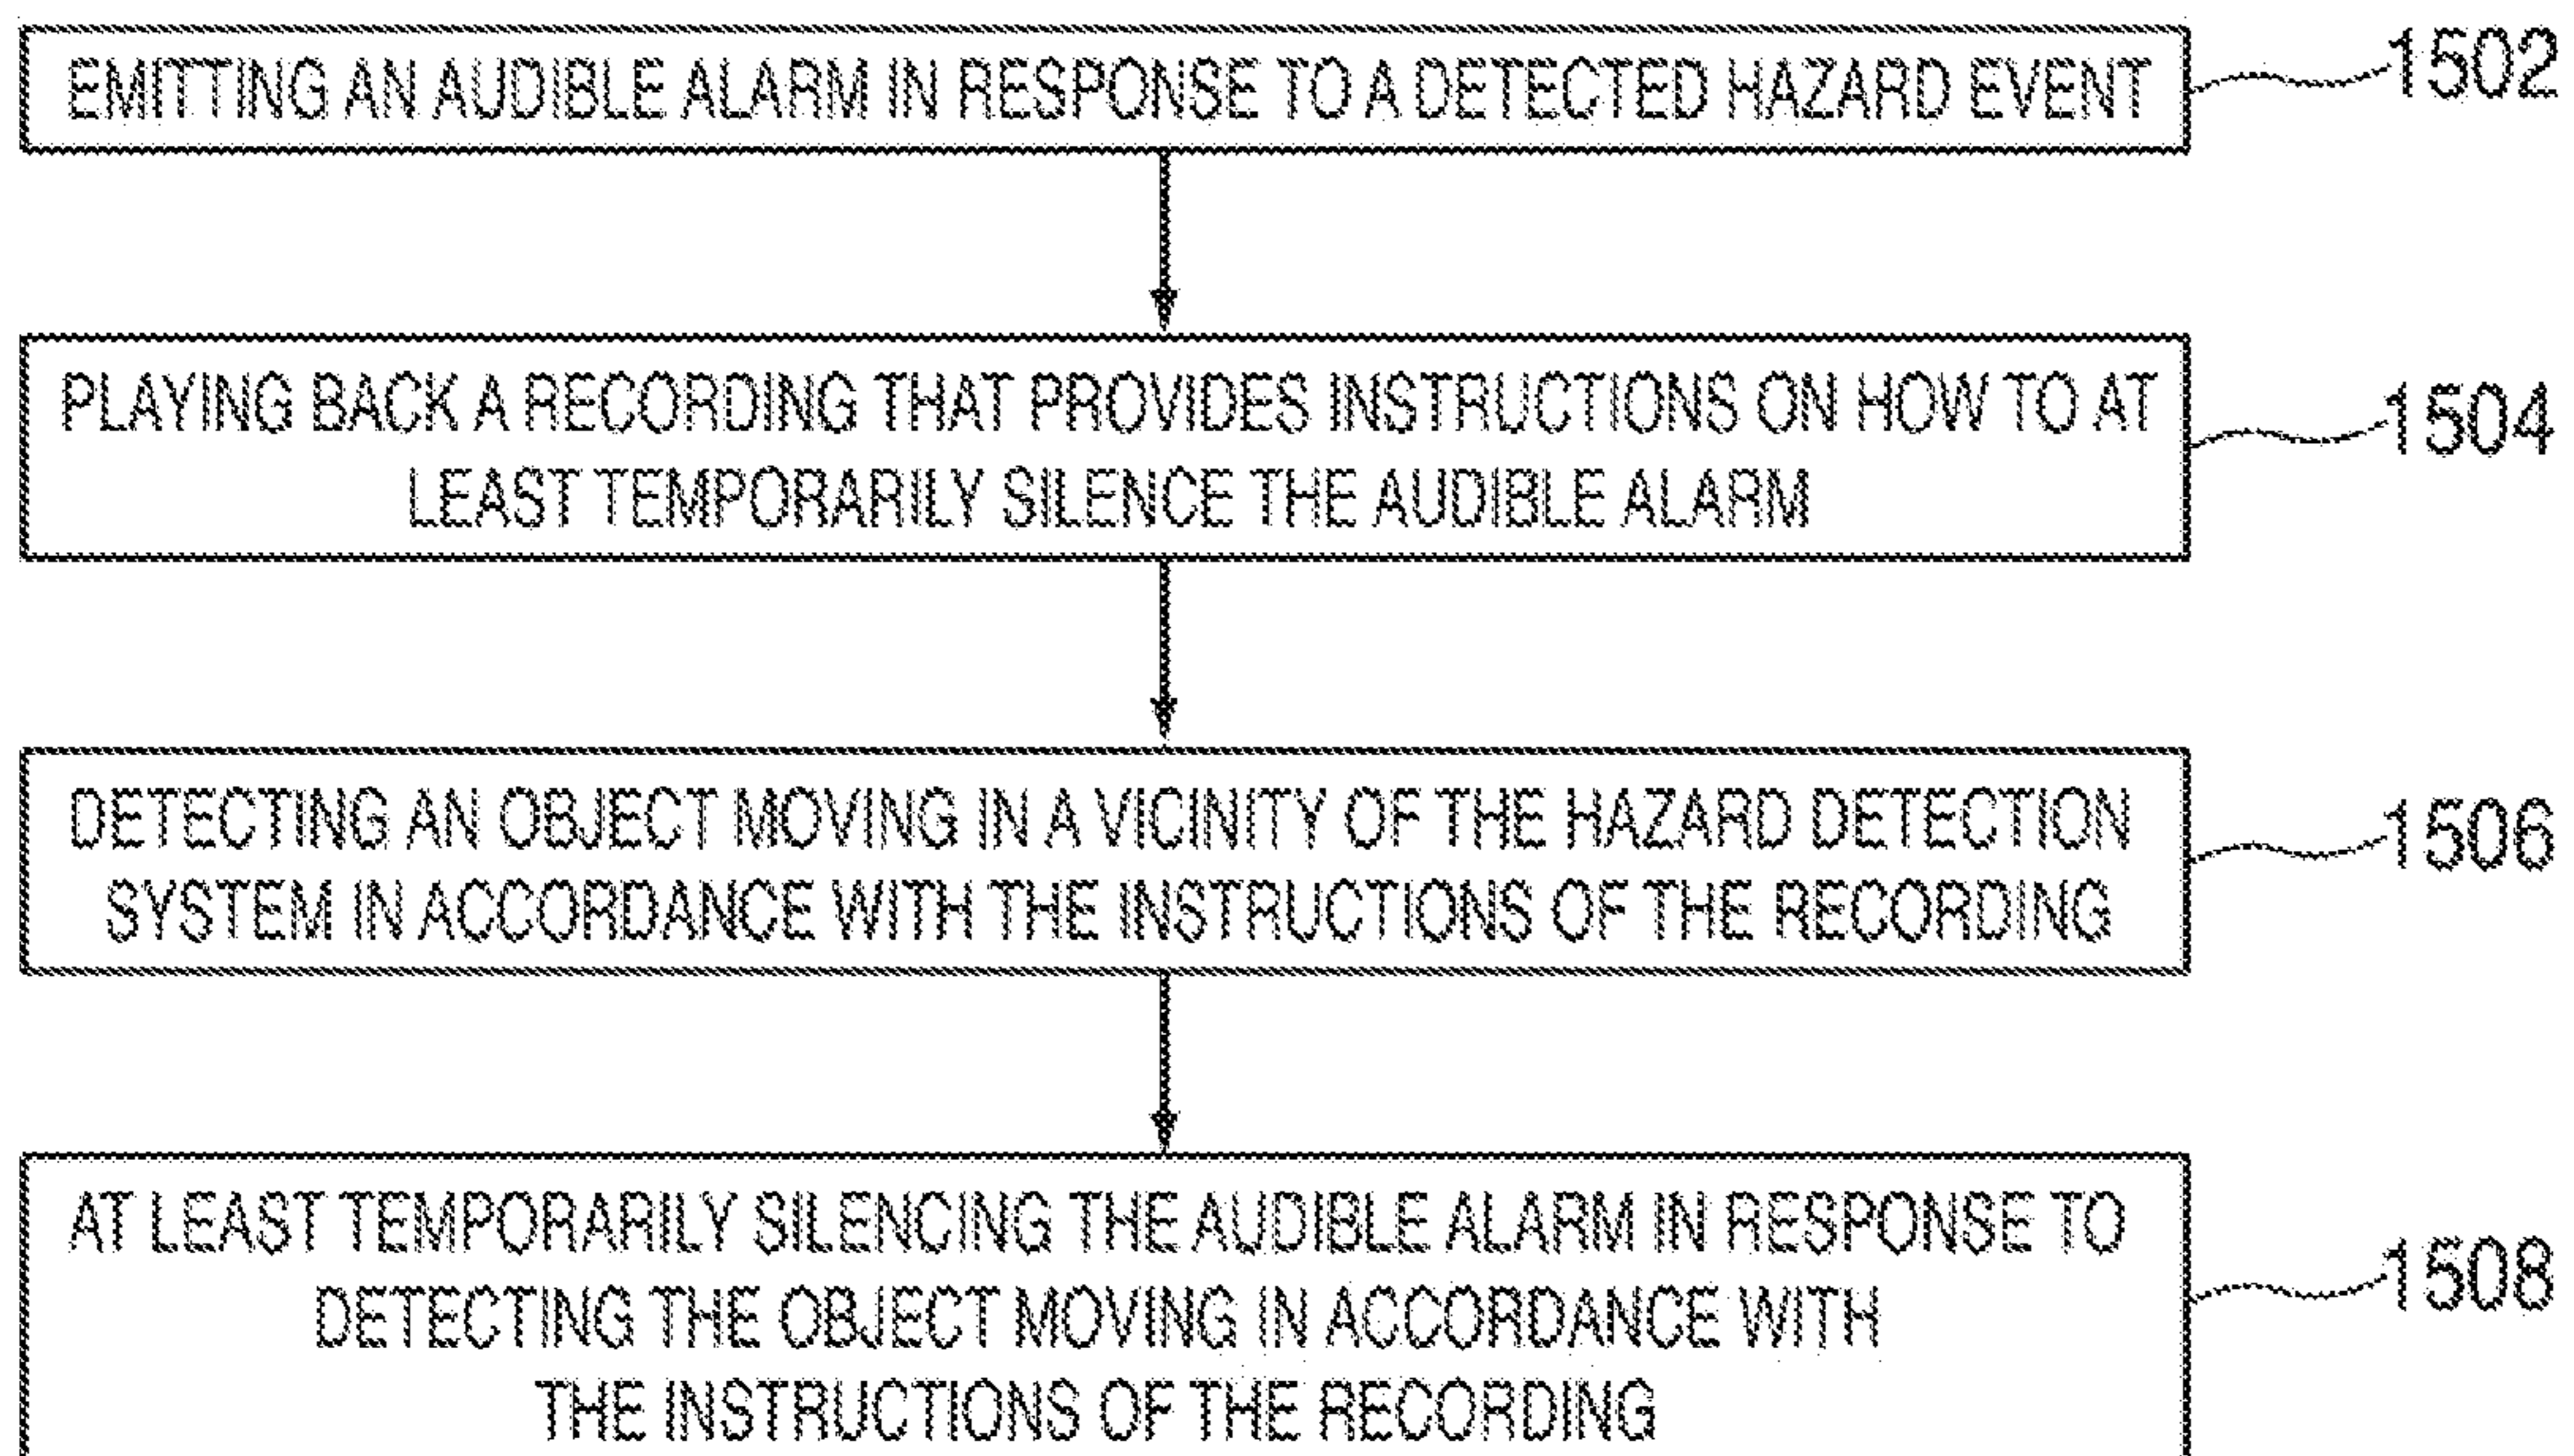 EMITTING AN AUDIBLE ALARM IN RESPONSE TO A DETECTED HAZARD EVENT
1502
PLAYING BACK A RECORDING THAT PROVIDES INSTRUCTIONS ON HOW TO AT
LEAST TEMPORARILY SILENCE THE AUDIBLE ALARM
1504
DETECTING AN OBJECT MOVING IN A VICINITY OF THE HAZARD DETECTION
SYSTEM IN ACCORDANCE WITH THE INSTRUCTIONS OF THE RECORDING
1506
AT LEAST TEMPORARILY SILENCING THE AUDIBLE ALARM IN RESPONSE TO
DETECTING THE OBJECT MOVING IN ACCORDANCE WITH
THE INSTRUCTIONS OF THE RECORDING
1508